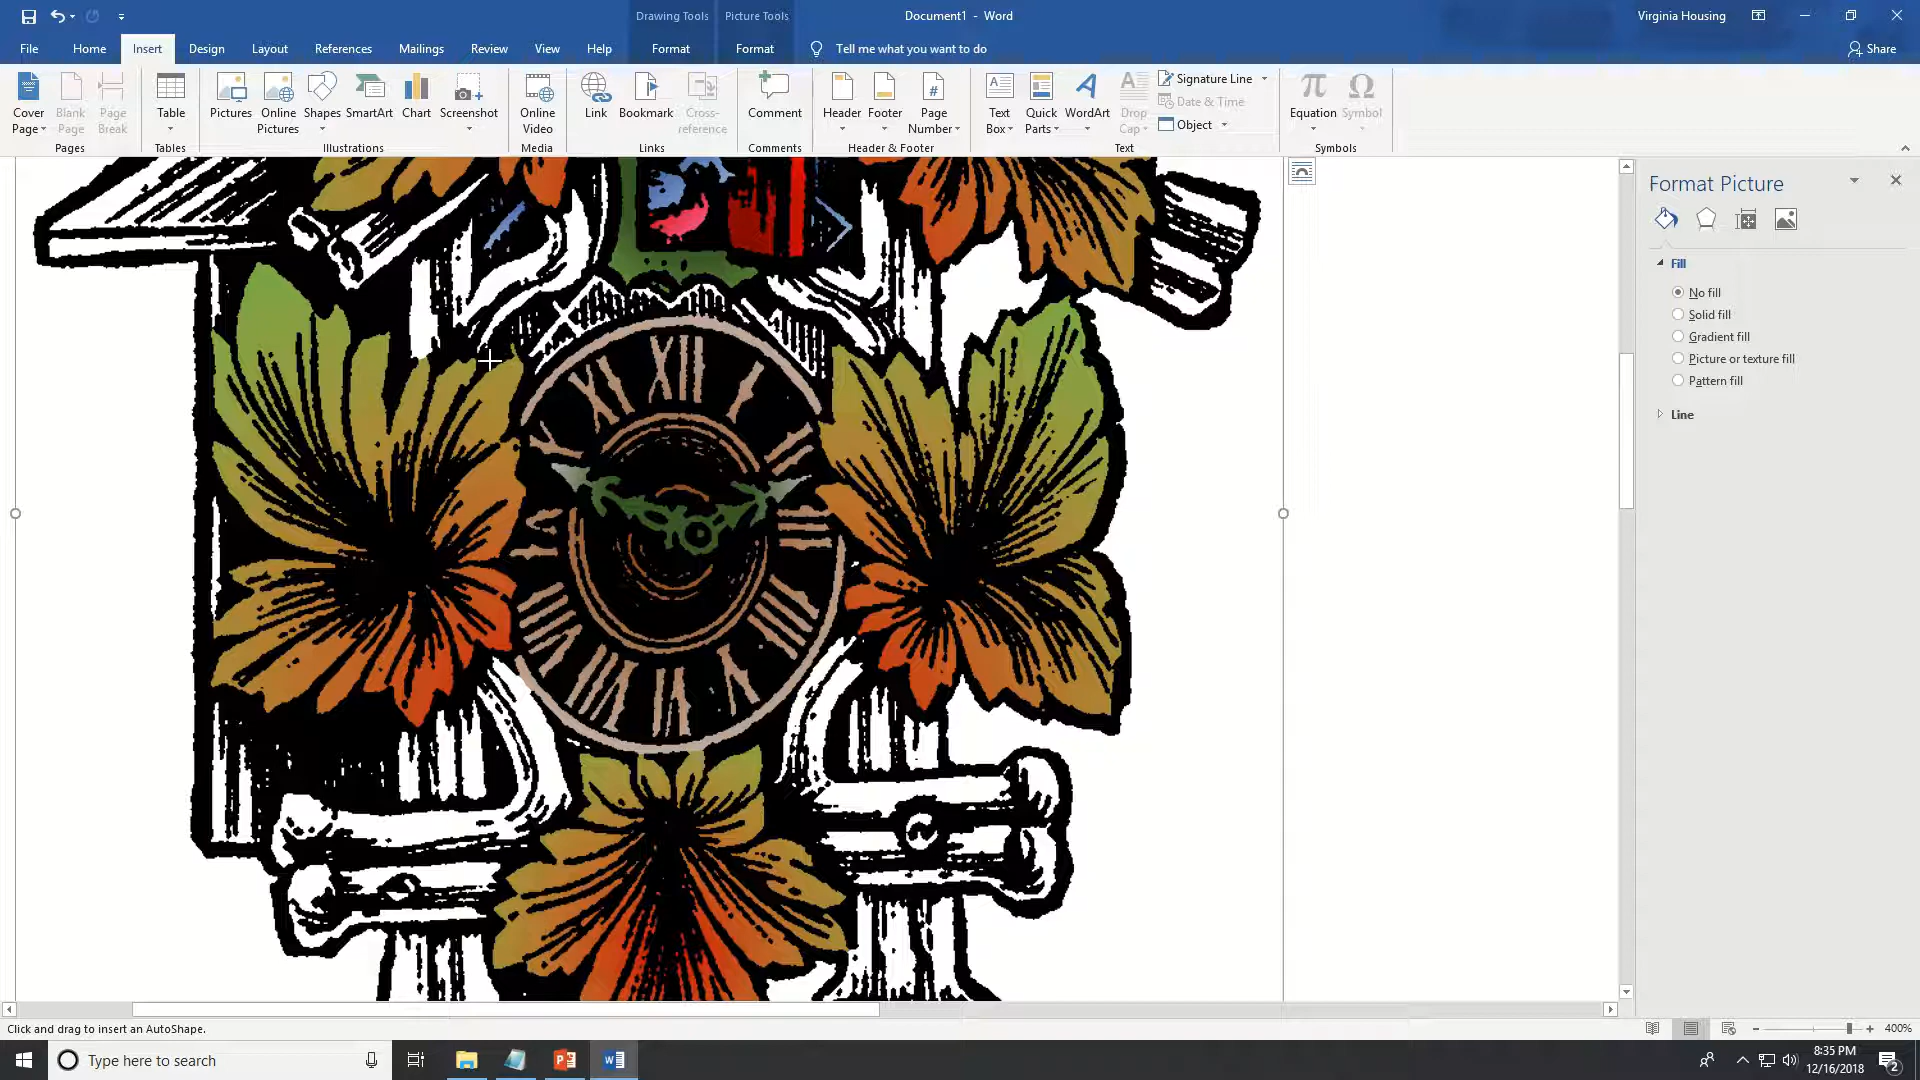 Drawing Tools
Picture Tools
Document1 - Word
Virginia Housing
File
Home
Insert
Design
Layout
References
Mailings
Review
View
Help
Format
Format
Tell me what you want to do
Share
Cover Page
Blank Page
Page Break
Table
Pictures
Online Pictures
Shapes
SmartArt
Chart
Screenshot
Online Video
Link
Bookmark
Cross-reference
Comment
Header
Footer
Page Number
Text Box
Quick Parts
WordArt
Drop Cap
Signature Line
Date & Time
Object
Equation
Symbol
Pages
Tables
Illustrations
Media
Links
Comments
Header & Footer
Text
Symbols
Format Picture
Fill
No fill
Solid fill
Gradient fill
Picture or texture fill
Pattern fill
Line
XI
XII
I
Click and drag to insert an AutoShape.
400%
Type here to search
8:35 PM
12/16/2018
2